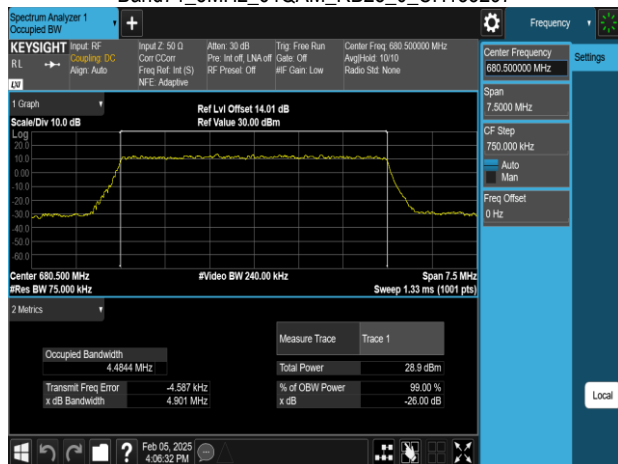 Spectrum Analyzer 1
Occupied BW
Frequency
KEYSIGHT
RL
LXI
Input: RF
Coupling: DC
Align: Auto
Input Z: 50 Ω
Corr CCorr
Freq Ref: Int (S)
NFE: Adaptive
Atten: 30 dB
Pre: Int off, LNA off
RF Preset: Off
Trig: Free Run
Gate: Off
#IF Gain: Low
Center Freq: 680.500000 MHz
Avg|Hold: 10/10
Radio Std: None
1 Graph
Scale/Div 10.0 dB
Ref Lvl Offset 14.01 dB
Ref Value 30.00 dBm
Log
20.0
10.0
0.00
-10.0
-20.0
-30.0
-40.0
-50.0
-60.0
Center 680.500 MHz
#Video BW 240.00 kHz
Span 7.5 MHz
#Res BW 75.000 kHz
Sweep 1.33 ms (1001 pts)
2 Metrics
Measure Trace
Trace 1
Occupied Bandwidth
4.4844 MHz
Total Power
28.9 dBm
Transmit Freq Error
-4.587 kHz
% of OBW Power
99.00 %
x dB Bandwidth
4.901 MHz
x dB
-26.00 dB
Feb 05, 2025
4:06:32 PM
Center Frequency
680.500000 MHz
Settings
Span
7.5000 MHz
CF Step
750.000 kHz
Auto
Man
Freq Offset
0 Hz
Local